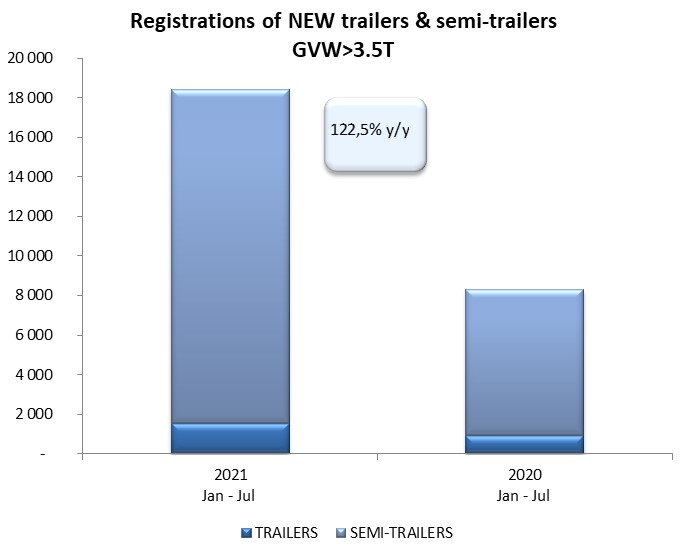 Registrations of NEW trailers & semi-trailers
GVW>3.5T
20 000
18 000
16 000
14 000
12 000
10 000
8 000
6 000
4 000
2 000
-
122,5% y/y
2021
Jan - Jul
2020
Jan - Jul
TRAILERS
SEMI-TRAILERS